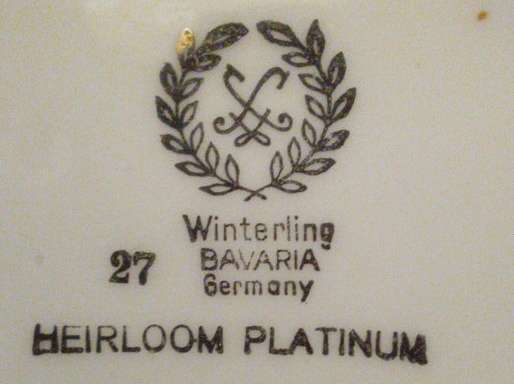 Winterling
BAVARIA
27
Germany
HEIRLOOM PLATINUM